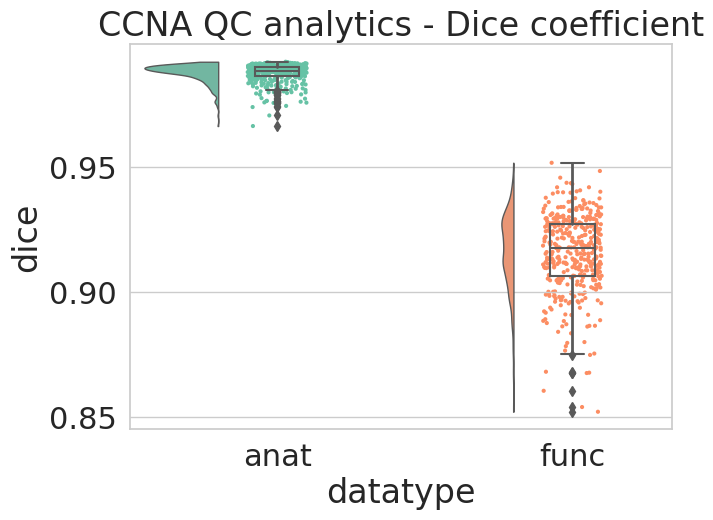 CCNA QC analytics - Dice coefficient
dice
0.95
0.90
0.85
anat func
datatype